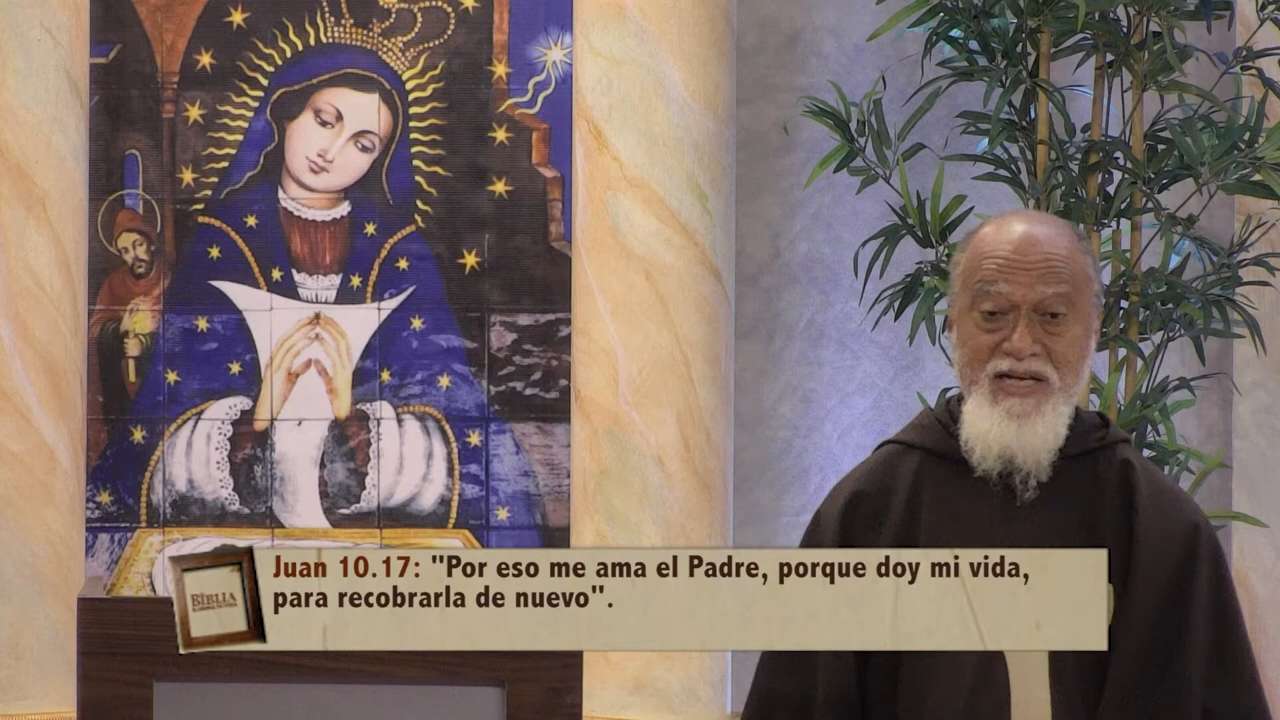 Juan 10.17: "Por eso me ama el Padre, porque doy mi vida,
para recobrarla de nuevo".
BIBLIA